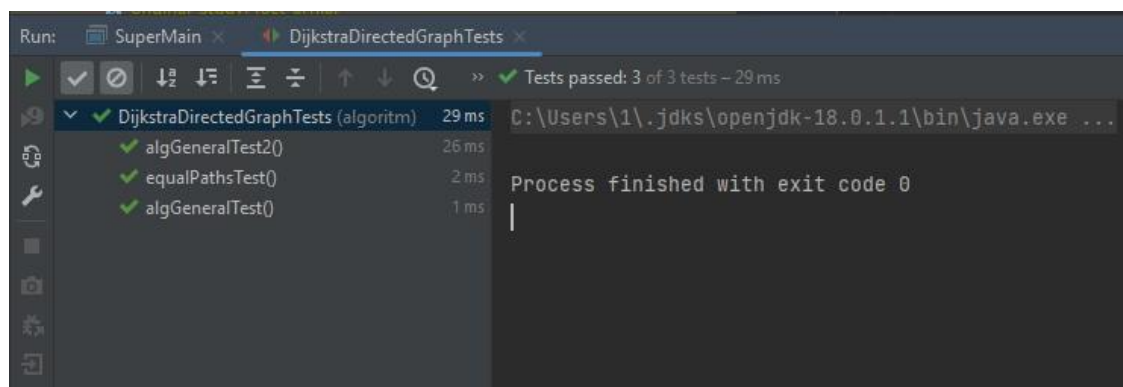 Run: SuperMain DijkstraDirectedGraphTests
>> Tests passed: 3 of 3 tests – 29 ms
DijkstraDirectedGraphTests (algoritm) 29 ms
algGeneralTest2() 26 ms
equalPathsTest() 2 ms
algGeneralTest() 1 ms
C:\Users\1\.jdks\openjdk-18.0.1.1\bin\java.exe ...
Process finished with exit code 0